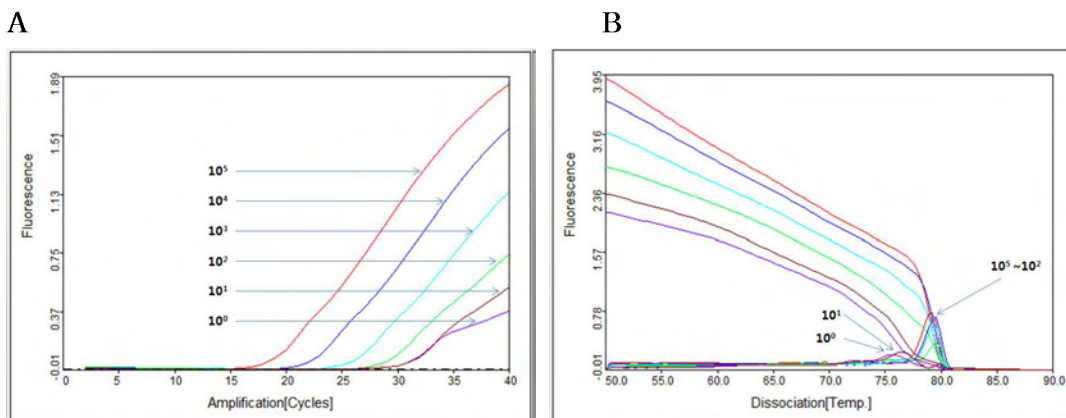 A
B
1.89
1.51
1.13
0.75
0.37
-0.01
Fluorescence
10⁵
10⁴
10³
10²
10¹
10⁰
0 5 10 15 20 25 30 35 40
Amplification[Cycles]
3.95
3.16
2.36
1.57
0.78
-0.01
Fluorescence
10⁵~10²
10¹
10⁰
50.0 55.0 60.0 65.0 70.0 75.0 80.0 85.0 90.0
Dissociation[Temp.]